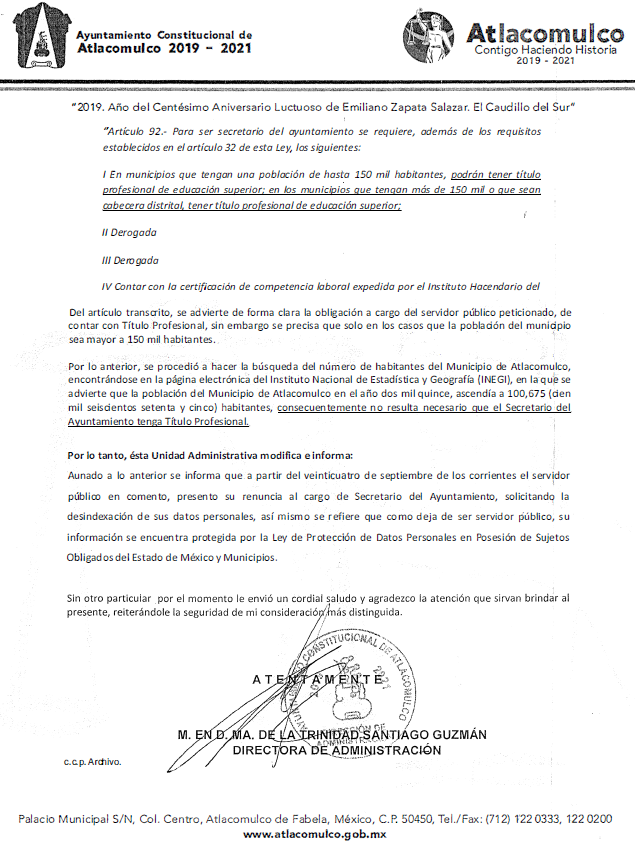 Ayuntamiento Constitucional de
Atlacomulco 2019 - 2021
Atlacomulco
Contigo Haciendo Historia
2019 - 2021
"2019. Año del Centésimo Aniversario Luctuoso de Emiliano Zapata Salazar. El Caudillo del Sur"
"Artículo 92.- Para ser secretario del ayuntamiento se requiere, además de los requisitos
establecidos en el artículo 32 de esta Ley, los siguientes:
I En municipios que tengan una población de hasta 150 mil habitantes, podrán tener título
profesional de educación superior; en los municipios que tengan más de 150 mil o que sean
cabecera distrital, tener título profesional de educación superior;
II Derogada
III Derogada
IV Contar con la certificación de competencia laboral expedida por el Instituto Hacendario del
Del artículo transcrito, se advierte de forma clara la obligación a cargo del servidor público peticionado, de
contar con Título Profesional, sin embargo se precisa que solo en los casos que la población del municipio
sea mayor a 150 mil habitantes.
Por lo anterior, se procedió a hacer la búsqueda del número de habitantes del Municipio de Atlacomulco,
encontrándose en la página electrónica del Instituto Nacional de Estadística y Geografía (INEGI), en la que se
advierte que la población del Municipio de Atlacomulco en el año dos mil quince, ascendía a 100,675 (cien
mil seiscientos setenta y cinco) habitantes, consecuentemente no resulta necesario que el Secretario del
Ayuntamiento tenga Título Profesional.
Por lo tanto, ésta Unidad Administrativa modifica e informa:
Aunado a lo anterior se informa que a partir del veinticuatro de septiembre de los corrientes el servidor
público en comento, presento su renuncia al cargo de Secretario del Ayuntamiento, solicitando la
desindexación de sus datos personales, así mismo se refiere que como deja de ser servidor público, su
información se encuentra protegida por la Ley de Protección de Datos Personales en Posesión de Sujetos
Obligados del Estado de México y Municipios.
Sin otro particular por el momento le envió un cordial saludo y agradezco la atención que sirvan brindar al
presente, reiterándole la seguridad de mi consideración más distinguida.
AYUNTAMIENTO CONSTITUCIONAL DE ATLACOMULCO
2021
A T E N T A M E N T E
M. EN D. MA. DE LA TRINIDAD SANTIAGO GUZMÁN
DIRECTORA DE ADMINISTRACIÓN
c.c.p. Archivo.
Palacio Municipal S/N, Col. Centro, Atlacomulco de Fabela, México, C.P. 50450, Tel./Fax: (712) 122 0333, 122 0200
www.atlacomulco.gob.mx